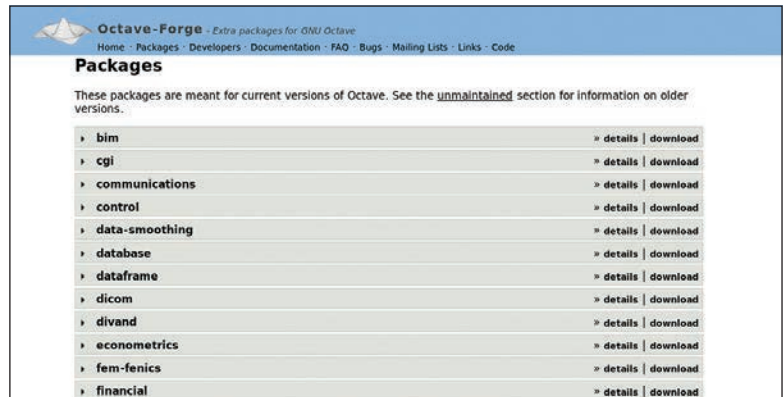 Octave-Forge - Extra packages for GNU Octave
Home · Packages · Developers · Documentation · FAQ · Bugs · Mailing Lists · Links · Code
Packages
These packages are meant for current versions of Octave. See the unmaintained section for information on older
versions.
bim » details | download
cgi » details | download
communications » details | download
control » details | download
data-smoothing » details | download
database » details | download
dataframe » details | download
dicom » details | download
divand » details | download
econometrics » details | download
fem-fenics » details | download
financial » details | download